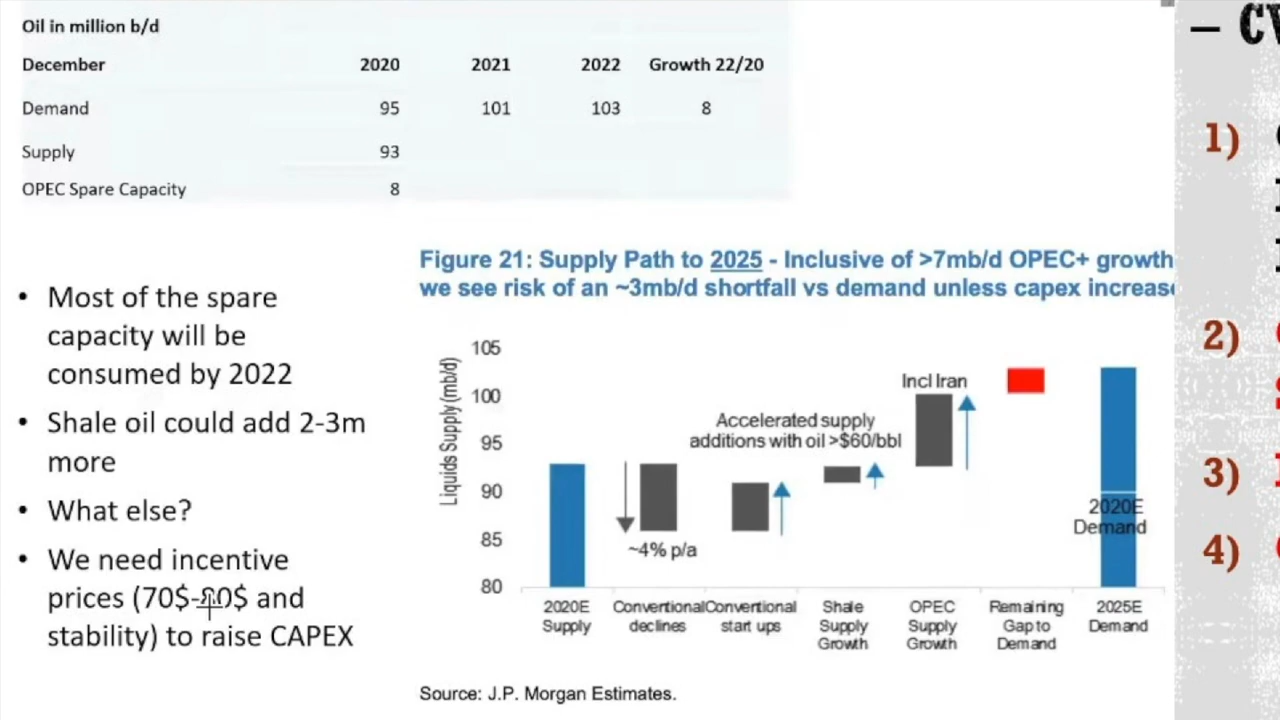 Oil in million b/d
December 2020 2021 2022 Growth 22/20
Demand 95 101 103 8
Supply 93
OPEC Spare Capacity 8
• Most of the spare
capacity will be
consumed by 2022
• Shale oil could add 2-3m
more
• What else?
• We need incentive
prices (70$-80$ and
stability) to raise CAPEX
Figure 21: Supply Path to 2025 - Inclusive of >7mb/d OPEC+ growth
we see risk of an ~3mb/d shortfall vs demand unless capex increase
Liquids Supply (mb/d)
105
100
95
90
85
80
~4% p/a
Accelerated supply
additions with oil >$60/bbl
Incl Iran
2020E
Demand
2020E
Supply
Conventional
declines
Conventional
start ups
Shale
Supply
Growth
OPEC
Supply
Growth
Remaining
Gap to
Demand
2025E
Demand
Source: J.P. Morgan Estimates.
1)
2)
3)
4)